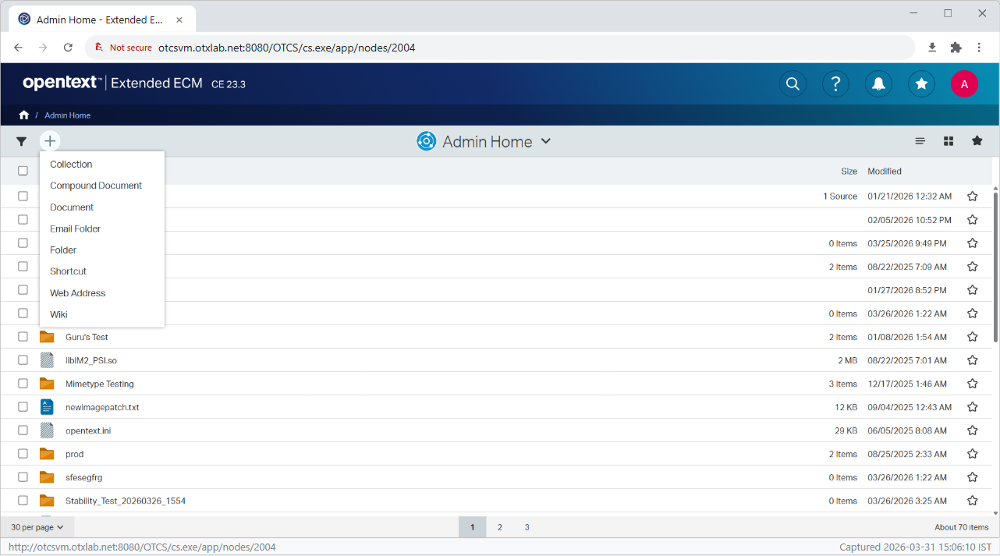 Admin Home - Extended E...
Not secure otcsvm.otxlab.net:8080/OTCS/cs.exe/app/nodes/2004
opentext™ | Extended ECM CE 23.3
A
/ Admin Home
Admin Home
Collection
Compound Document
Document
Email Folder
Folder
Shortcut
Web Address
Wiki
Size Modified
1 Source 01/21/2026 12:32 AM
02/05/2026 10:52 PM
0 Items 03/25/2026 9:49 PM
2 Items 08/22/2025 7:09 AM
01/27/2026 8:52 PM
0 Items 03/26/2026 1:22 AM
Guru's Test 2 Items 01/08/2026 1:54 AM
libIM2_PSI.so 2 MB 08/22/2025 7:01 AM
Mimetype Testing 3 Items 12/17/2025 1:46 AM
newimagepatch.txt 12 KB 09/04/2025 12:43 AM
opentext.ini 29 KB 06/05/2025 8:08 AM
prod 2 Items 08/25/2025 2:33 AM
sfesegfrg 0 Items 03/26/2026 1:22 AM
Stability_Test_20260326_1554 0 Items 03/26/2026 3:25 AM
30 per page 1 2 3 About 70 items
http://otcsvm.otxlab.net:8080/OTCS/cs.exe/app/nodes/2004 Captured 2026-03-31 15:06:10 IST